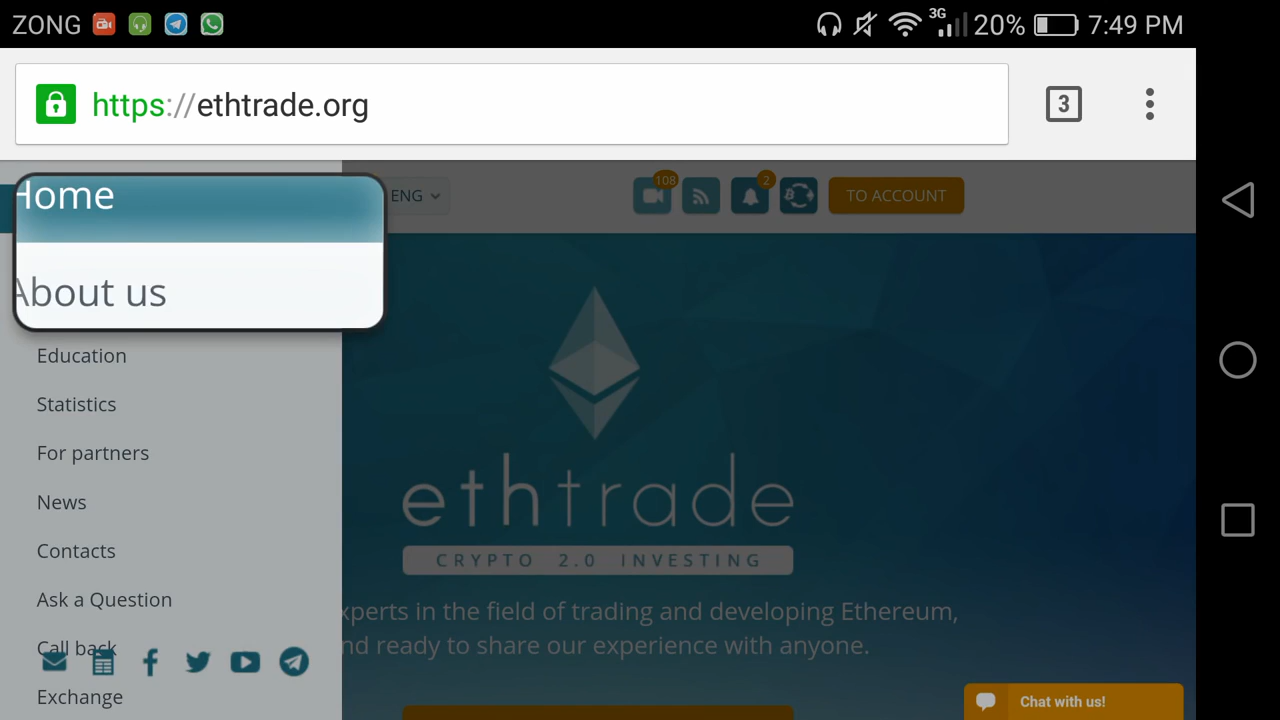 ZONG
3G
20%
7:49 PM
https://ethtrade.org
3
Home
About us
Education
Statistics
For partners
News
Contacts
Ask a Question
Call back
Exchange
ENG
108
2
TO ACCOUNT
ethtrade
CRYPTO 2.0 INVESTING
xperts in the field of trading and developing Ethereum,
nd ready to share our experience with anyone.
Chat with us!